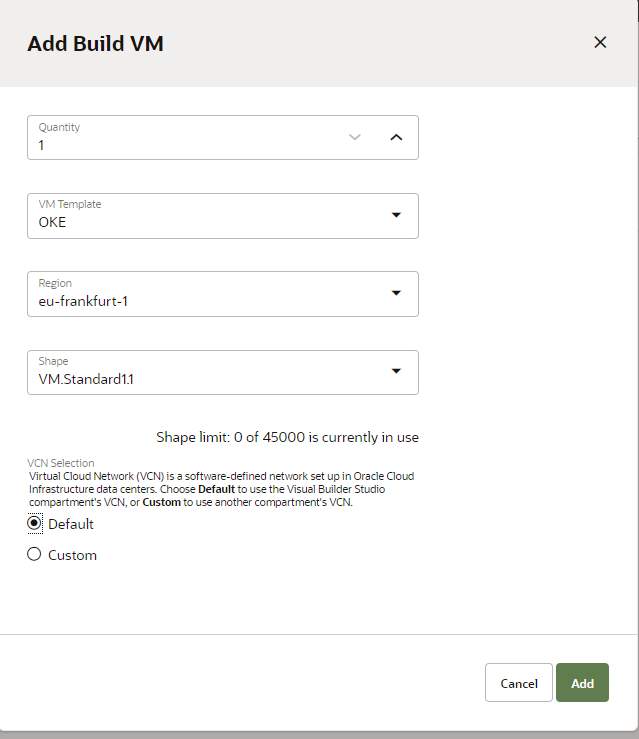 Add Build VM
Quantity
1
VM Template
OKE
Region
eu-frankfurt-1
Shape
VM.Standard1.1
Shape limit: 0 of 45000 is currently in use
VCN Selection
Virtual Cloud Network (VCN) is a software-defined network set up in Oracle Cloud
Infrastructure data centers. Choose Default to use the Visual Builder Studio
compartment's VCN, or Custom to use another compartment's VCN.
Default
Custom
Cancel
Add